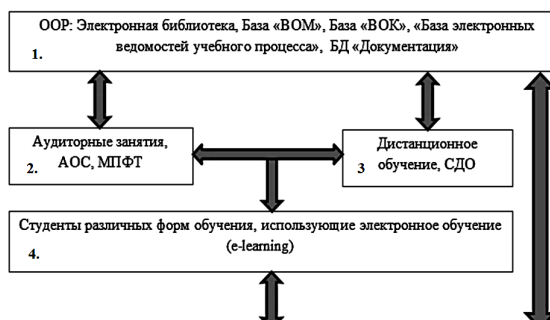 ООР: Электронная библиотека, База «ВОМ», База «ВОК», «База электронных
ведомостей учебного процесса», БД «Документация»
1.
Аудиторные занятия,
АОС, МПФТ
2.
Дистанционное
обучение, СДО
3
Студенты различных форм обучения, использующие электронное обучение
(e-learning)
4.